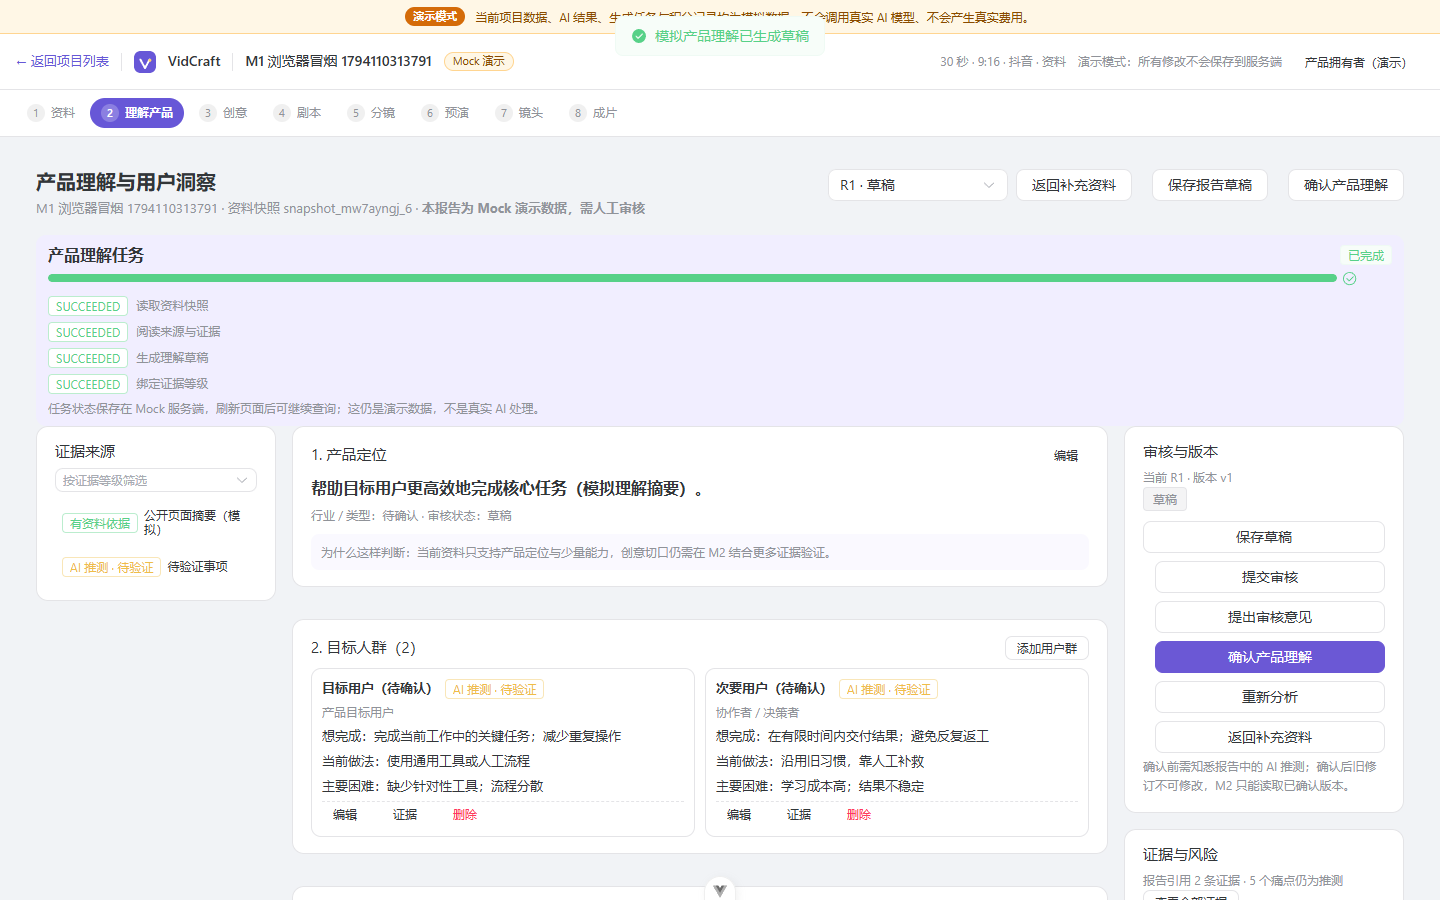 演示模式 当前项目数据、AI 结果、生成任务与积分记录均为模拟数据，不会调用真实 AI 模型、不会产生真实费用。
模拟产品理解已生成草稿
← 返回项目列表 VidCraft M1 浏览器冒烟 1794110313791 Mock 演示 30 秒 · 9:16 · 抖音 · 资料 演示模式：所有修改不会保存到服务端 产品拥有者（演示）
1 资料 2 理解产品 3 创意 4 剧本 5 分镜 6 预演 7 镜头 8 成片
产品理解与用户洞察
M1 浏览器冒烟 1794110313791 · 资料快照 snapshot_mw7ayngj_6 · 本报告为 Mock 演示数据，需人工审核
R1 · 草稿 返回补充资料 保存报告草稿 确认产品理解
产品理解任务 已完成
SUCCEEDED 读取资料快照
SUCCEEDED 阅读来源与证据
SUCCEEDED 生成理解草稿
SUCCEEDED 绑定证据等级
任务状态保存在 Mock 服务端，刷新页面后可继续查询；这仍是演示数据，不是真实 AI 处理。
证据来源
按证据等级筛选
有资料依据 公开页面摘要（模
拟）
AI 推测 · 待验证 待验证事项
1. 产品定位 编辑
帮助目标用户更高效地完成核心任务（模拟理解摘要）。
行业 / 类型：待确认 · 审核状态：草稿
为什么这样判断：当前资料只支持产品定位与少量能力，创意切口仍需在 M2 结合更多证据验证。
2. 目标人群（2） 添加用户群
目标用户（待确认） AI 推测 · 待验证
产品目标用户
想完成：完成当前工作中的关键任务；减少重复操作
当前做法：使用通用工具或人工流程
主要困难：缺少针对性工具；流程分散
编辑 证据 删除
次要用户（待确认） AI 推测 · 待验证
协作者 / 决策者
想完成：在有限时间内交付结果；避免反复返工
当前做法：沿用旧习惯，靠人工补救
主要困难：学习成本高；结果不稳定
编辑 证据 删除
审核与版本
当前 R1 · 版本 v1
草稿
保存草稿
提交审核
提出审核意见
确认产品理解
重新分析
返回补充资料
确认前需知悉报告中的 AI 推测；确认后旧修
订不可修改，M2 只能读取已确认版本。
证据与风险
报告引用 2 条证据 · 5 个痛点仍为推测